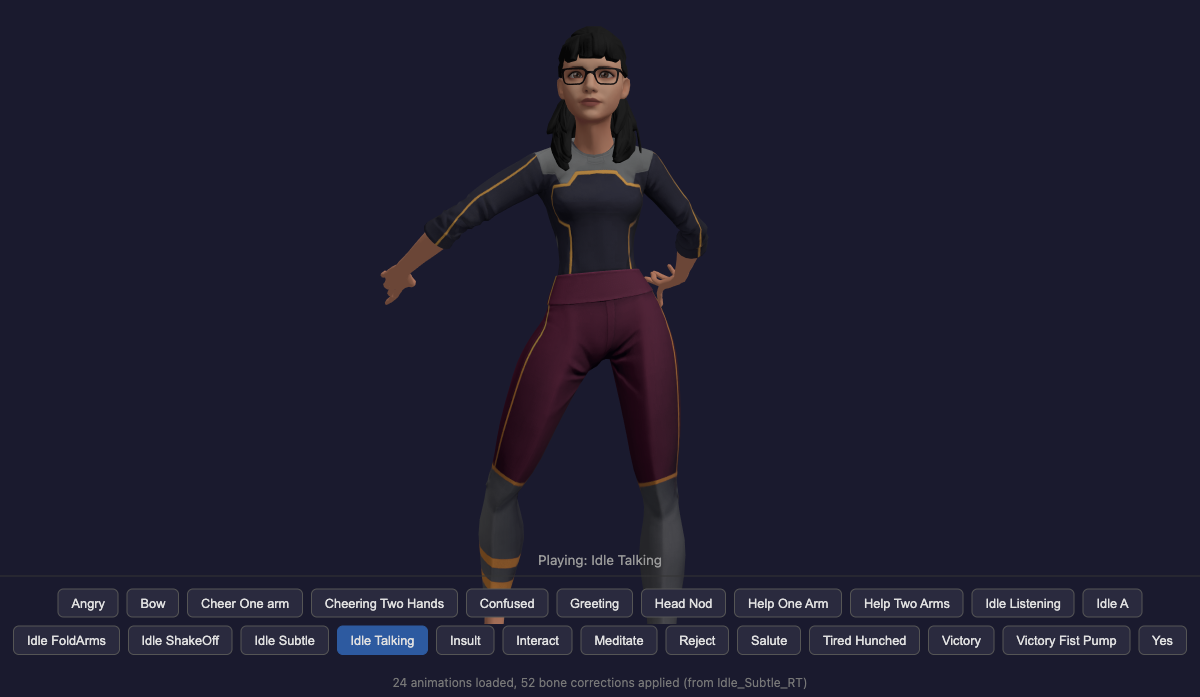 Playing: Idle Talking
Angry Bow Cheer One arm Cheering Two Hands Confused Greeting Head Nod Help One Arm Help Two Arms Idle Listening Idle A
Idle FoldArms Idle ShakeOff Idle Subtle Idle Talking Insult Interact Meditate Reject Salute Tired Hunched Victory Victory Fist Pump Yes
24 animations loaded, 52 bone corrections applied (from Idle_Subtle_RT)